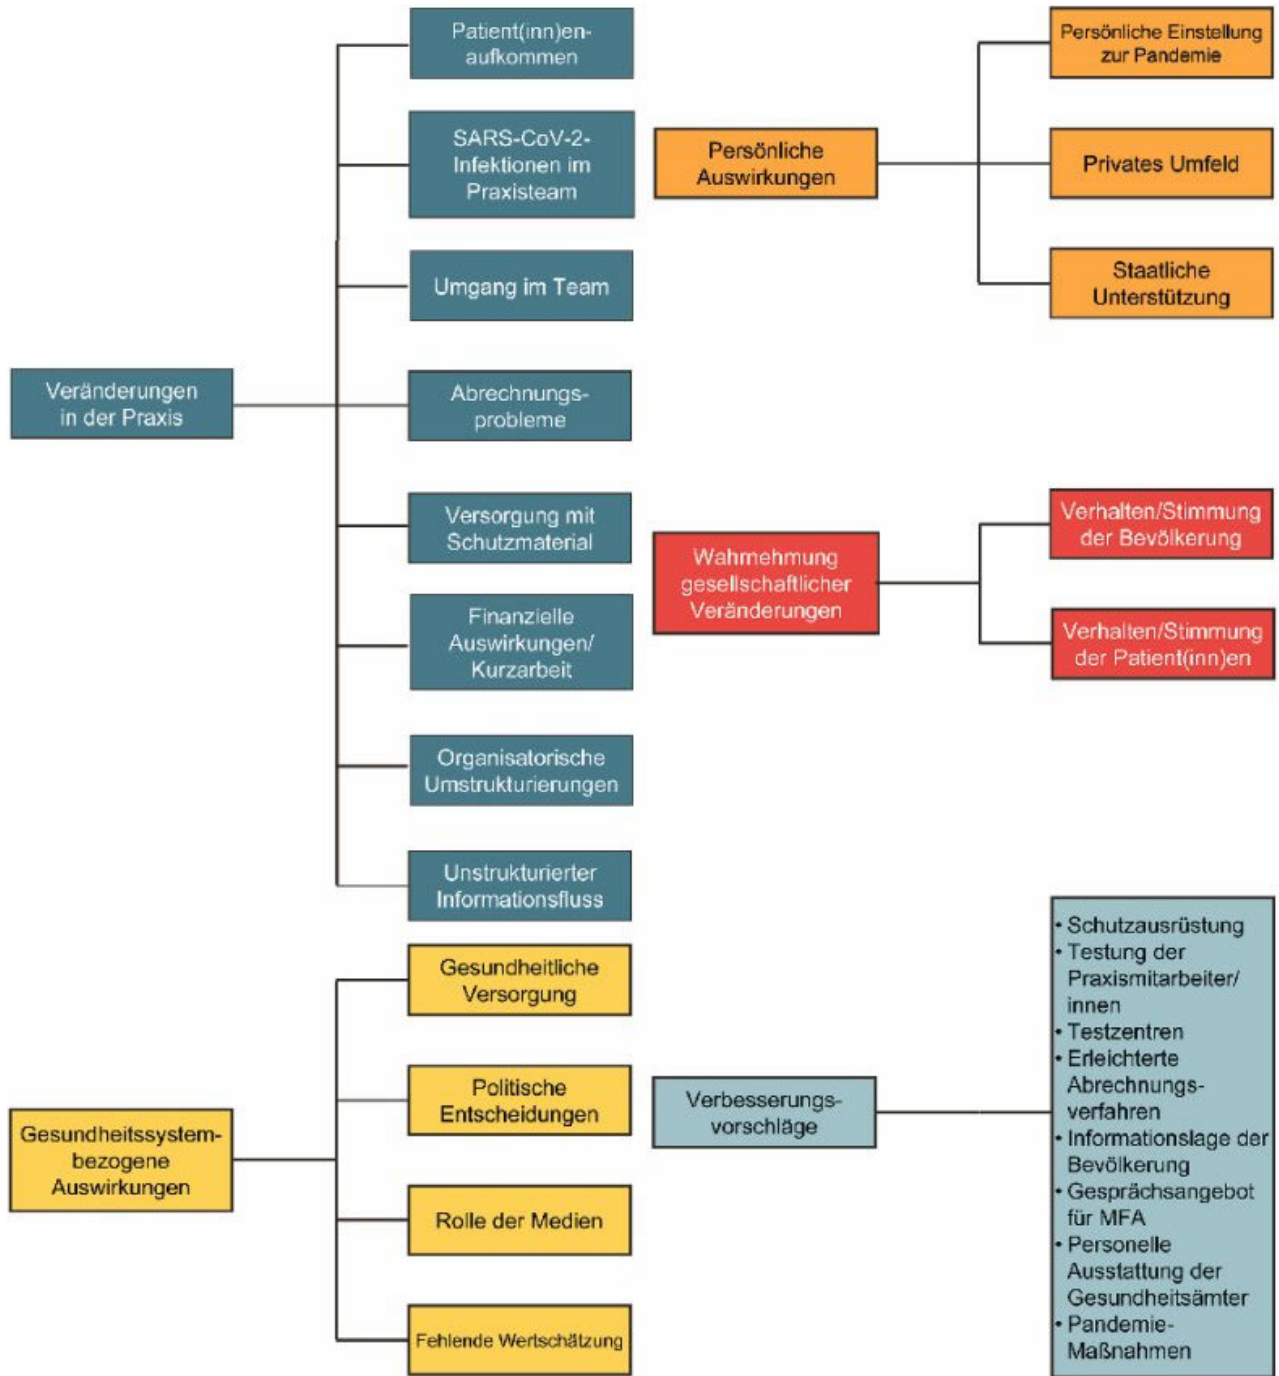 Veränderungen
in der Praxis
Patient(inn)en-
aufkommen
SARS-CoV-2-
Infektionen im
Praxisteam
Umgang im Team
Abrechnungs-
probleme
Versorgung mit
Schutzmaterial
Finanzielle
Auswirkungen/
Kurzarbeit
Organisatorische
Umstrukturierungen
Unstrukturierter
Informationsfluss
Persönliche
Auswirkungen
Persönliche Einstellung
zur Pandemie
Privates Umfeld
Staatliche
Unterstützung
Wahrnehmung
gesellschaftlicher
Veränderungen
Verhalten/Stimmung
der Bevölkerung
Verhalten/Stimmung
der Patient(inn)en
Gesundheitssystem-
bezogene
Auswirkungen
Gesundheitliche
Versorgung
Politische
Entscheidungen
Rolle der Medien
Fehlende Wertschätzung
Verbesserungs-
vorschläge
• Schutzausrüstung
• Testung der
Praxismitarbeiter/
innen
• Testzentren
• Erleichterte
Abrechnungs-
verfahren
• Informationslage der
Bevölkerung
• Gesprächsangebot
für MFA
• Personelle
Ausstattung der
Gesundheitsämter
• Pandemie-
Maßnahmen